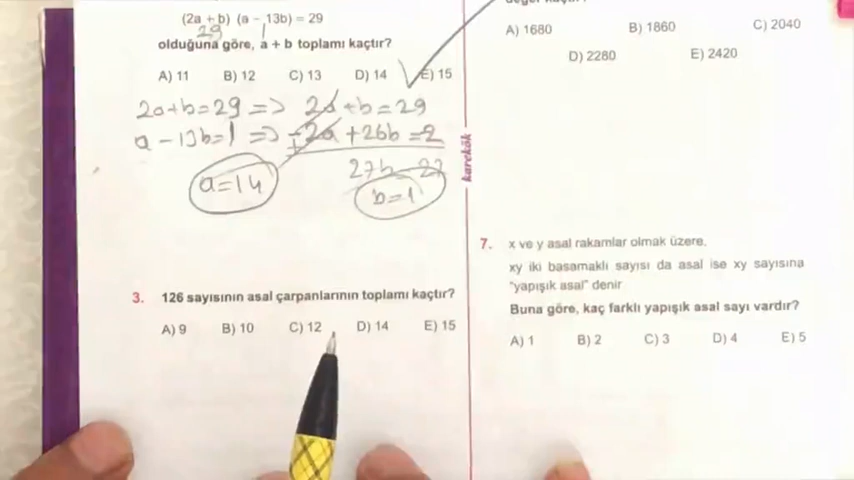 (2a + b) (a - 13b) = 29
29 1
olduğuna göre, a + b toplamı kaçtır?
A) 11 B) 12 C) 13 D) 14 E) 15
2a+b=29 => 2a + b = 29
a - 13b=1 => -2a + 26b = -2
+
27b = 27
a=14
b=1
3. 126 sayısının asal çarpanlarının toplamı kaçtır?
A) 9 B) 10 C) 12 D) 14 E) 15
A) 1680 B) 1860 C) 2040
D) 2280 E) 2420
karekök
7. x ve y asal rakamlar olmak üzere,
xy iki basamaklı sayısı da asal ise xy sayısına
"yapışık asal" denir
Buna göre, kaç farklı yapışık asal sayı vardır?
A) 1 B) 2 C) 3 D) 4 E) 5